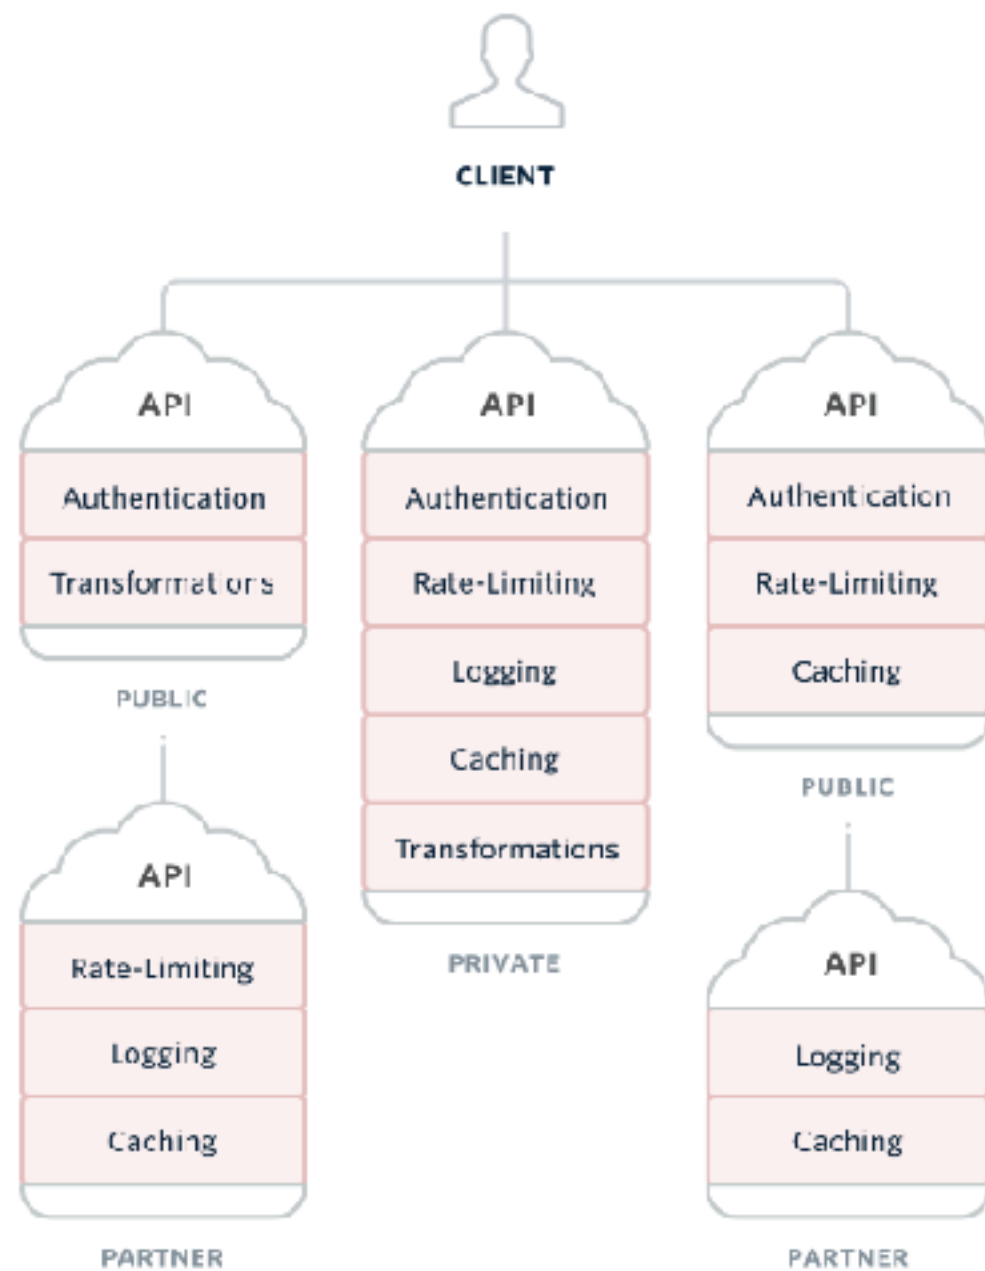 CLIENT
API
Authentication
Transformations
PUBLIC
API
Rate-Limiting
Logging
Caching
PARTNER
API
Authentication
Rate-Limiting
Logging
Caching
Transformations
PRIVATE
API
Authentication
Rate-Limiting
Caching
PUBLIC
API
Logging
Caching
PARTNER